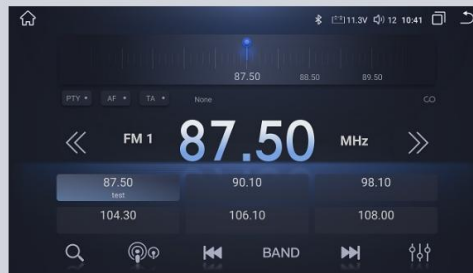 11.3V 12 10:41
87.50 88.50 89.50
PTY AF TA None
FM 1 87.50 MHz
87.50 90.10 98.10
test
104.30 106.10 108.00
BAND